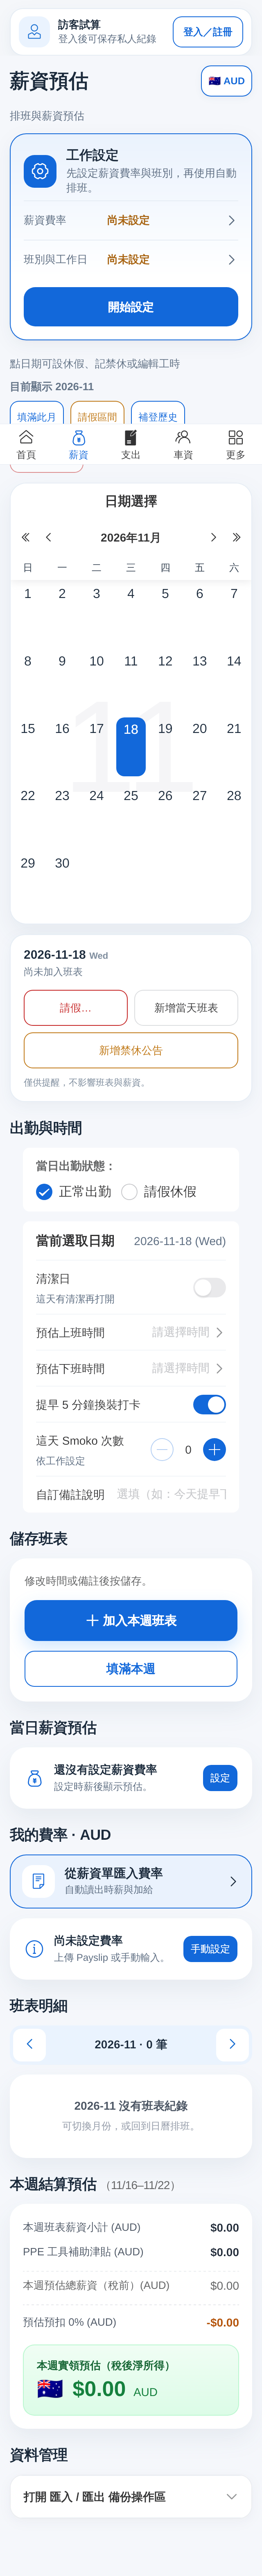 訪客試算
登入後可保存私人紀錄
登入／註冊
薪資預估
🇦🇺 AUD
排班與薪資預估
工作設定
先設定薪資費率與班別，再使用自動排班。
薪資費率 尚未設定
班別與工作日 尚未設定
開始設定
點日期可設休假、記禁休或編輯工時
目前顯示 2026-11
填滿此月 請假區間 補登歷史
首頁 薪資 支出 車資 更多
日期選擇
2026年11月
日 一 二 三 四 五 六
11
1 2 3 4 5 6 7
8 9 10 11 12 13 14
15 16 17 18 19 20 21
22 23 24 25 26 27 28
29 30
2026-11-18 Wed
尚未加入班表
請假… 新增當天班表
新增禁休公告
僅供提醒，不影響班表與薪資。
出勤與時間
當日出勤狀態：
正常出勤 請假休假
當前選取日期 2026-11-18 (Wed)
清潔日
這天有清潔再打開
預估上班時間 請選擇時間
預估下班時間 請選擇時間
提早 5 分鐘換裝打卡
這天 Smoko 次數
依工作設定
0
自訂備註說明 選填（如：今天提早下
儲存班表
修改時間或備註後按儲存。
加入本週班表
填滿本週
當日薪資預估
還沒有設定薪資費率
設定時薪後顯示預估。
設定
我的費率 · AUD
從薪資單匯入費率
自動讀出時薪與加給
尚未設定費率
上傳 Payslip 或手動輸入。
手動設定
班表明細
2026-11 · 0 筆
2026-11 沒有班表紀錄
可切換月份，或回到日曆排班。
本週結算預估 （11/16–11/22）
本週班表薪資小計 (AUD) $0.00
PPE 工具補助津貼 (AUD) $0.00
本週預估總薪資（稅前）(AUD) $0.00
預估預扣 0% (AUD) -$0.00
本週實領預估（稅後淨所得）
🇦🇺 $0.00 AUD
資料管理
打開 匯入 / 匯出 備份操作區